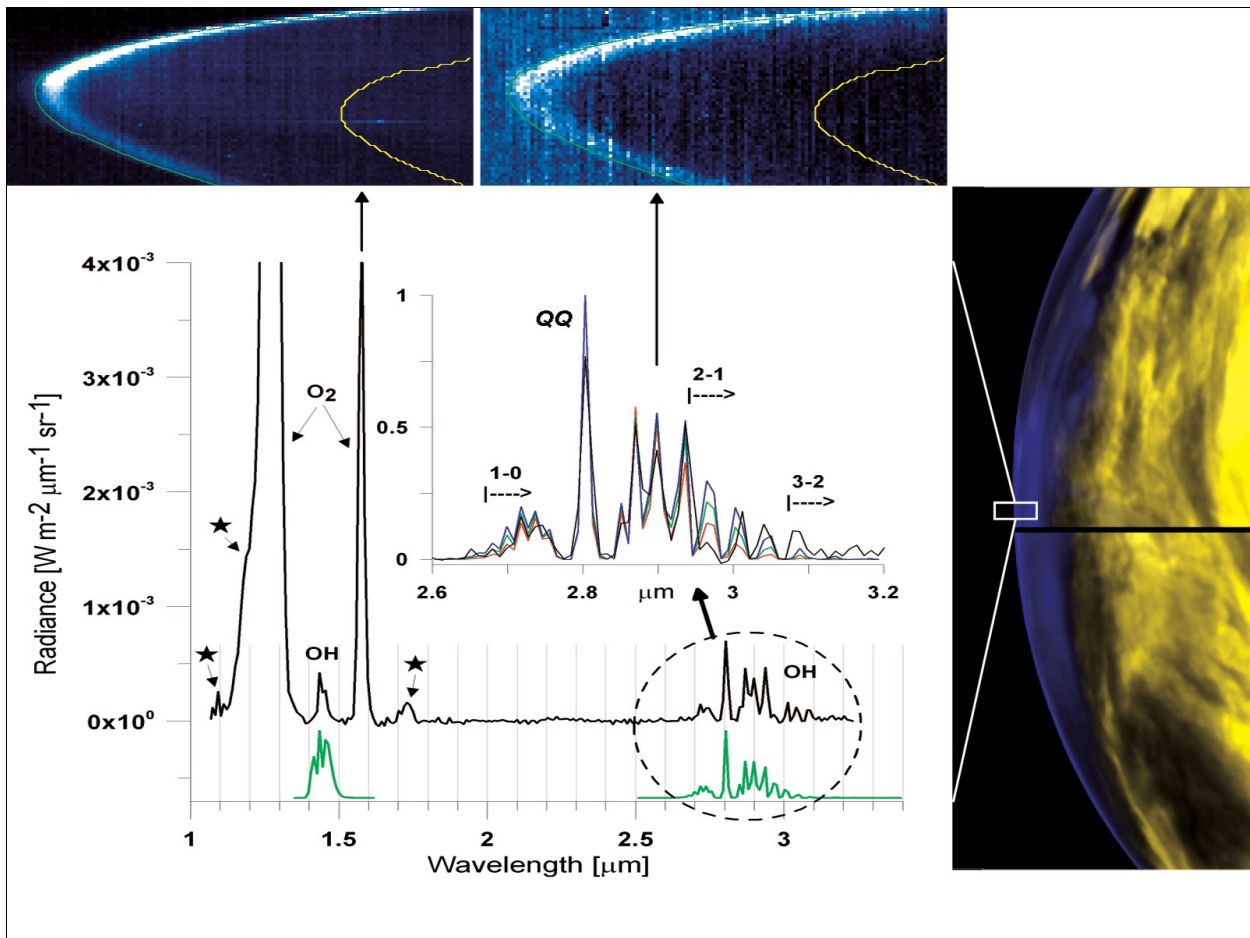 4x10-3
3x10-3
2x10-3
1x10-3
0x10⁰
Radiance [W m-2 μm-1 sr-1]
O2
★
★
OH
★
OH
1
0.5
0
QQ
1-0
|---->
2-1
|---->
3-2
|---->
2.6
2.8
μm
3
3.2
1
1.5
2
2.5
3
Wavelength [μm]